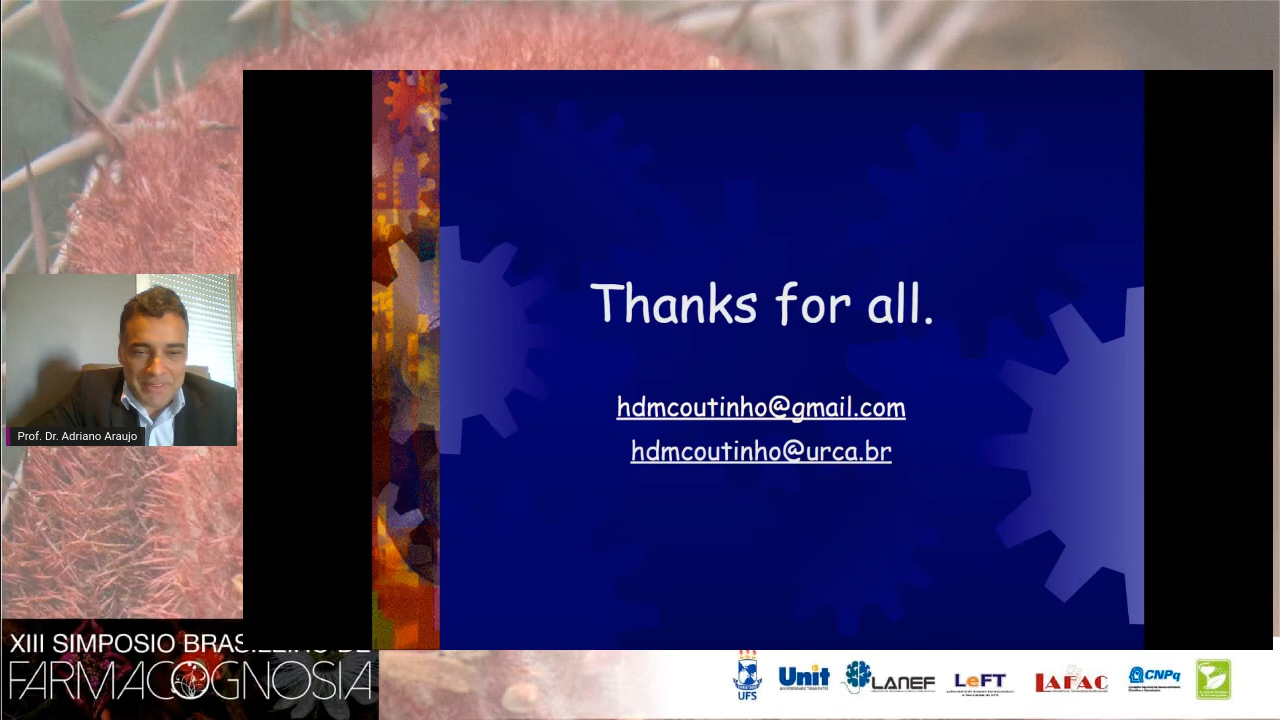 Thanks for all.
hdmcoutinho@gmail.com
hdmcoutinho@urca.br
Prof. Dr. Adriano Araujo
XIII SIMPOSIO BRASILEIRO DE
FARMACOGNOSIA
UFS
Unit
LANEF
LeFT
LAFAC
CNPq